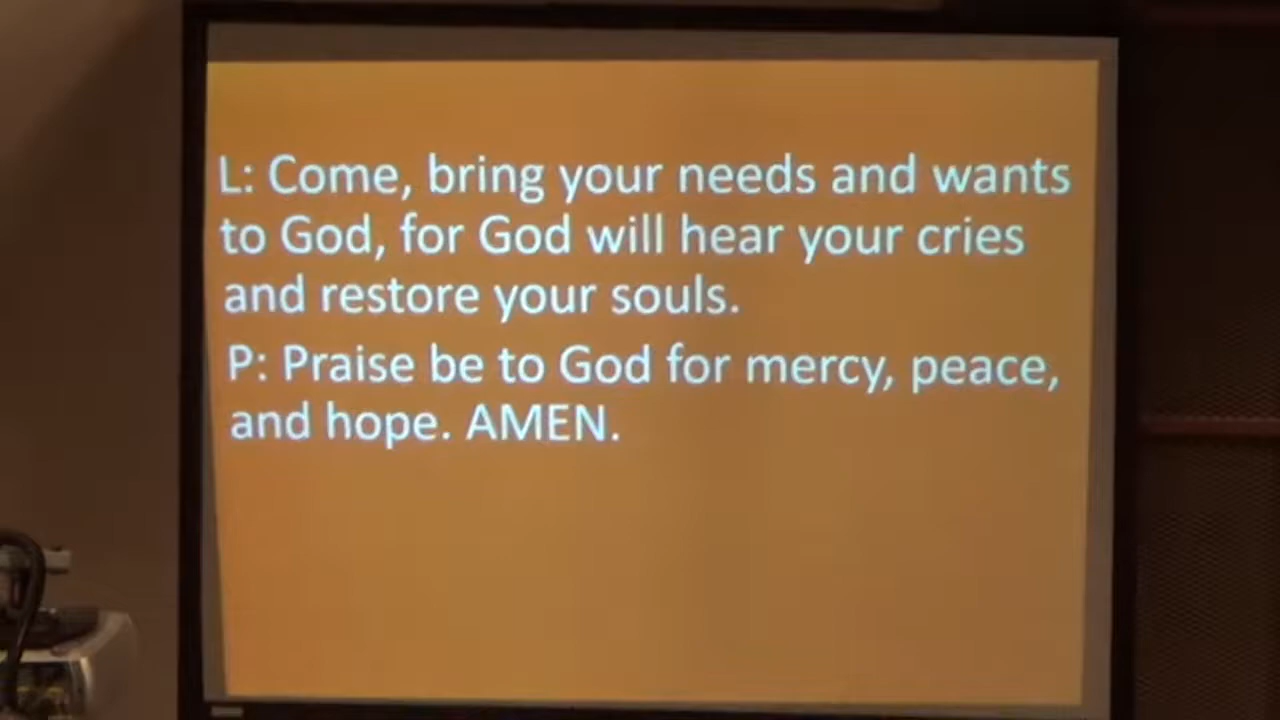 L: Come, bring your needs and wants
to God, for God will hear your cries
and restore your souls.
P: Praise be to God for mercy, peace,
and hope. AMEN.